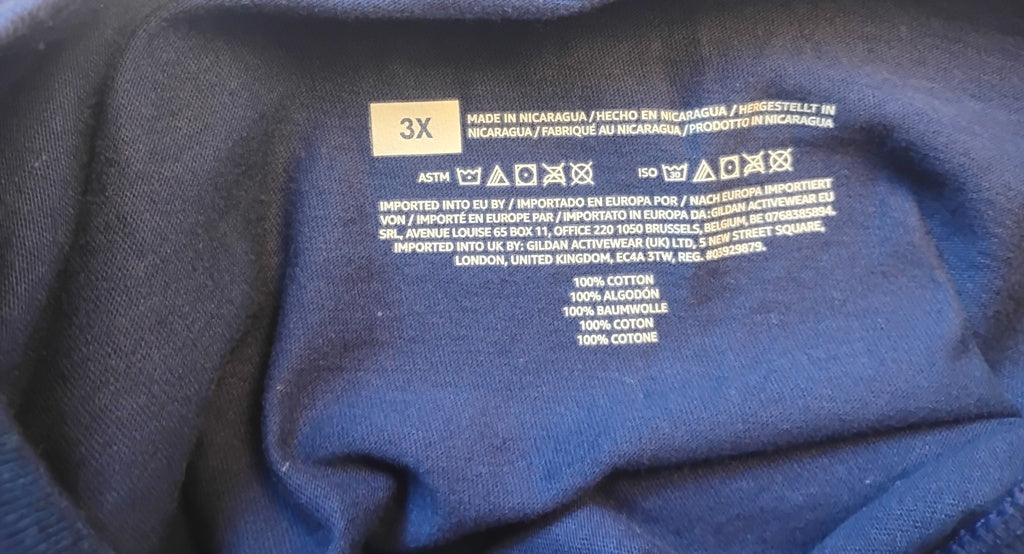 3X
MADE IN NICARAGUA / HECHO EN NICARAGUA / HERGESTELLT IN
NICARAGUA / FABRIQUÉ AU NICARAGUA / PRODOTTO IN NICARAGUA
ASTM ISO 30
IMPORTED INTO EU BY / IMPORTADO EN EUROPA POR / NACH EUROPA IMPORTIERT
VON / IMPORTÉ EN EUROPE PAR / IMPORTATO IN EUROPA DA:GILDAN ACTIVEWEAR EU
SRL, AVENUE LOUISE 65 BOX 11, OFFICE 220 1050 BRUSSELS, BELGIUM, BE 0768385894.
IMPORTED INTO UK BY: GILDAN ACTIVEWEAR (UK) LTD, 5 NEW STREET SQUARE,
LONDON, UNITED KINGDOM, EC4A 3TW, REG. #03929879.
100% COTTON
100% ALGODÓN
100% BAUMWOLLE
100% COTON
100% COTONE